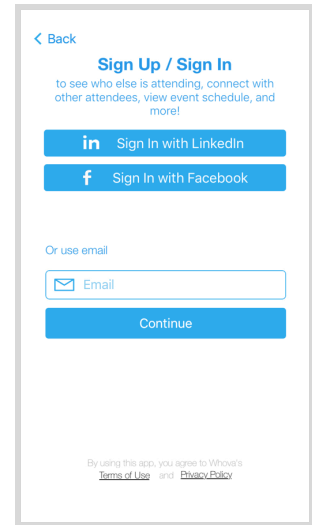 Back
Sign Up / Sign In
to see who else is attending, connect with
other attendees, view event schedule, and
more!
in Sign In with LinkedIn
f Sign In with Facebook
Or use email
Email
Continue
By using this app, you agree to Whova's
Terms of Use and Privacy Policy